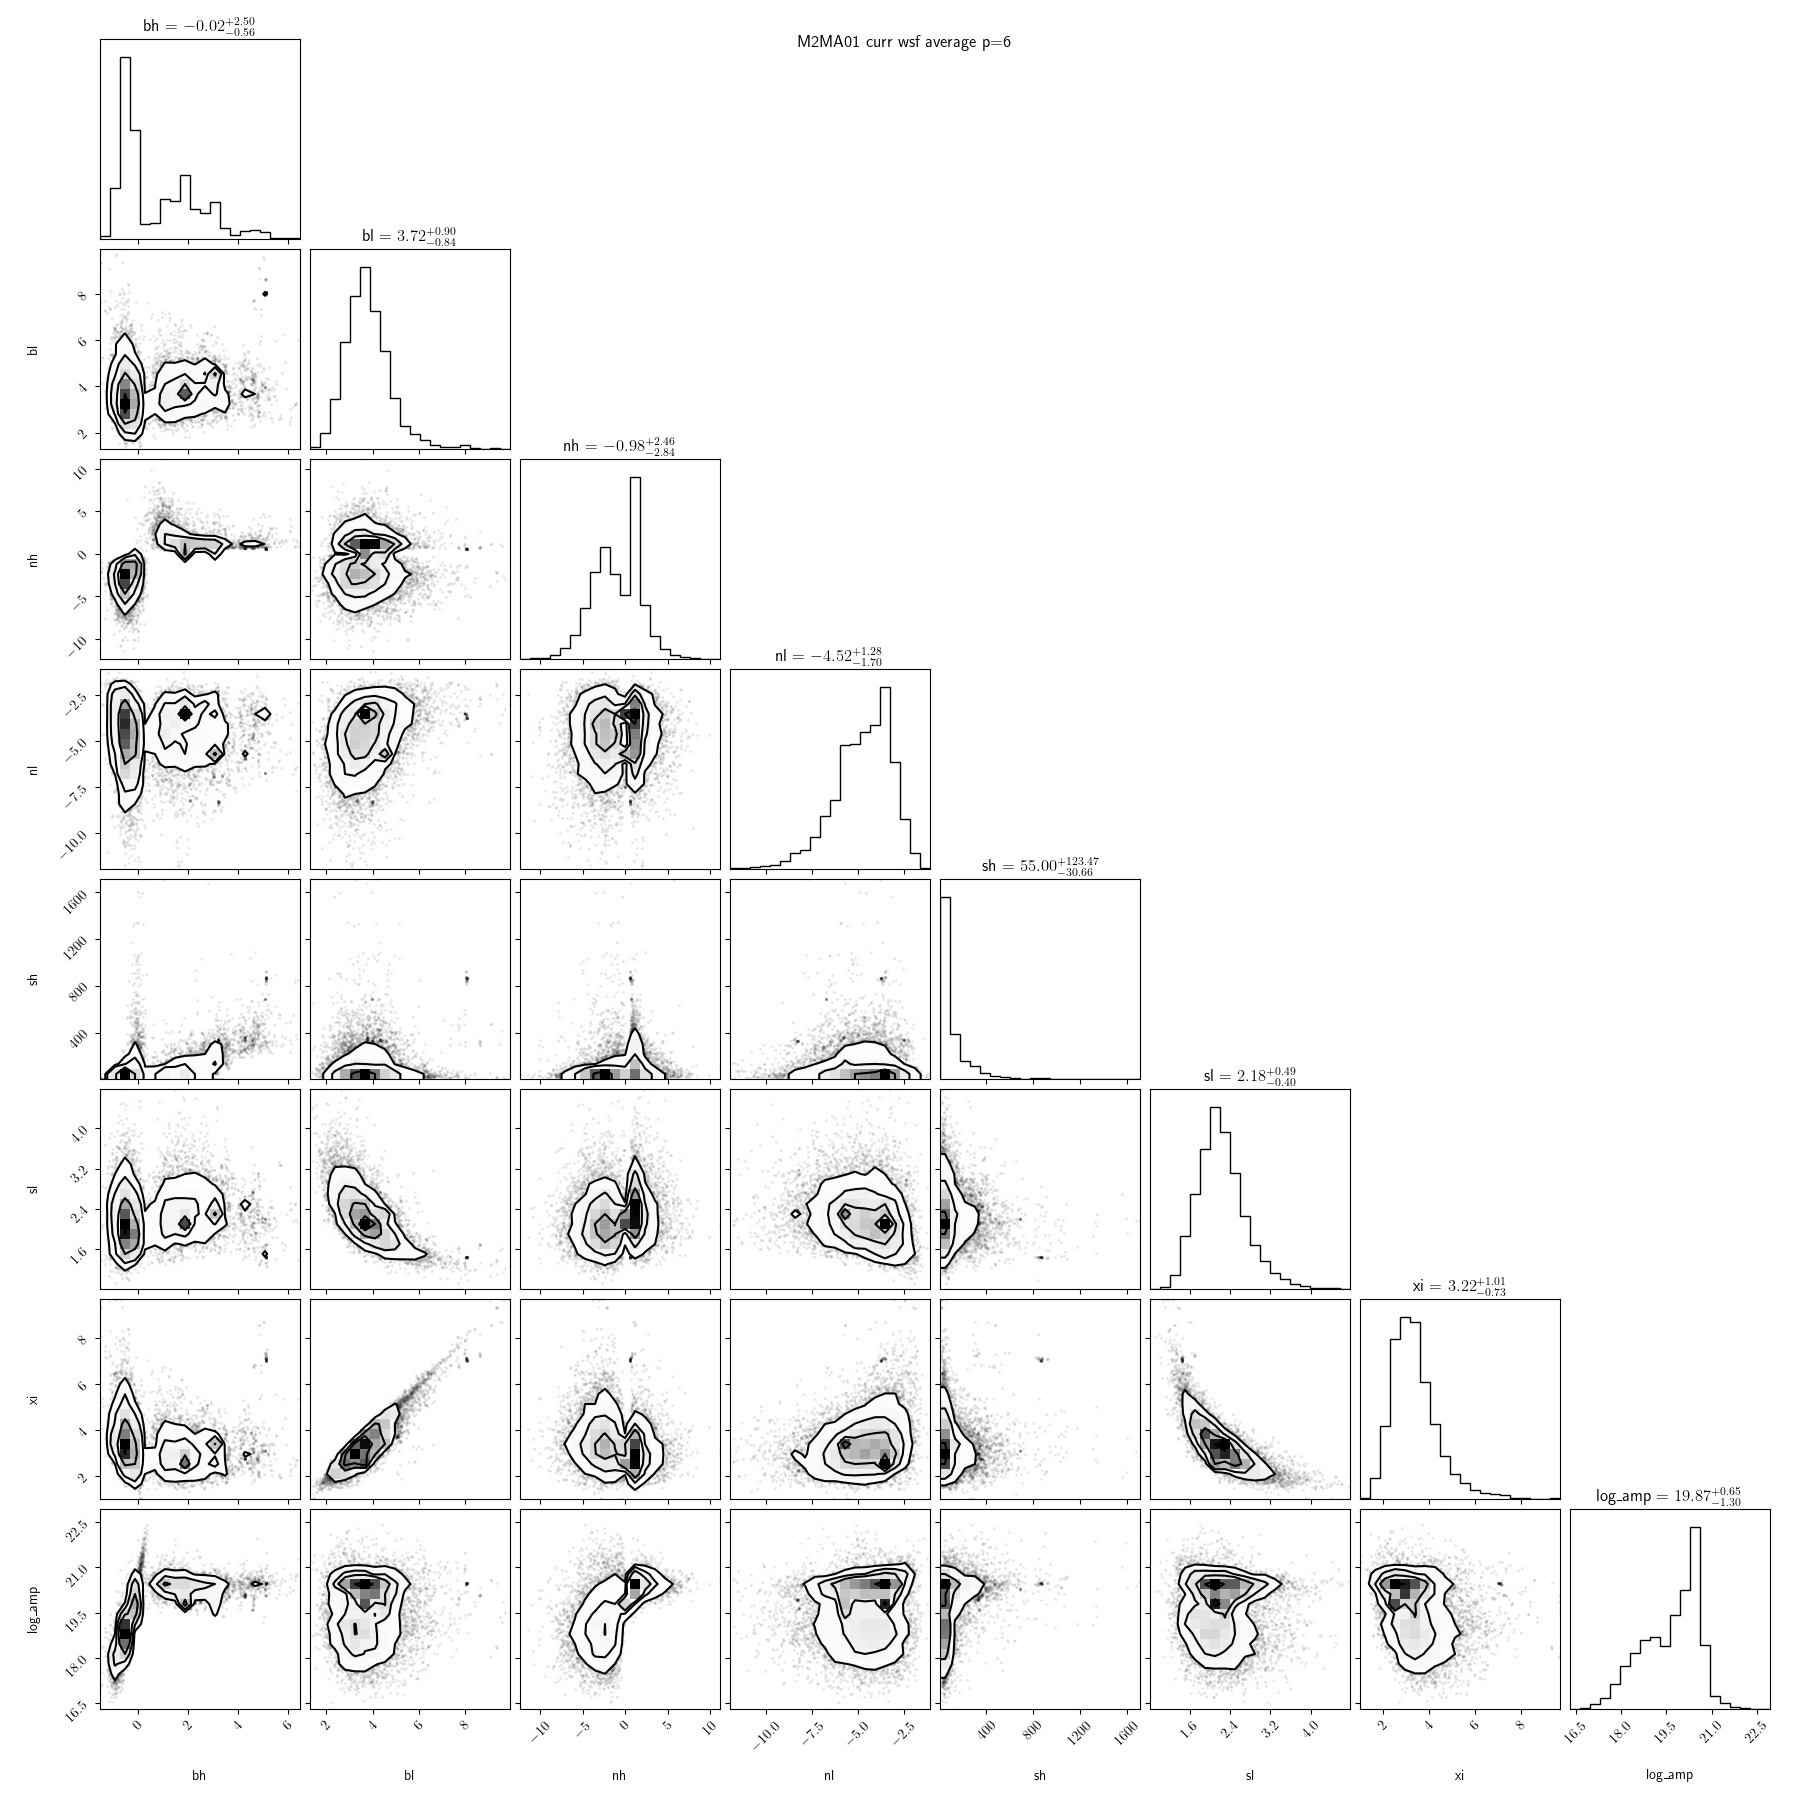 M2MA01 curr wsf average p=6
bh = −0.02 +2.50 −0.56
bl = 3.72 +0.90 −0.84
8
6
4
2
bl
nh = −0.98 +2.46 −2.84
10
5
0
−5
−10
nh
nl = −4.52 +1.28 −1.70
−2.5
−5.0
−7.5
−10.0
nl
sh = 55.00 +123.47 −30.66
1600
1200
800
400
sh
sl = 2.18 +0.49 −0.40
4.0
3.2
2.4
1.6
sl
xi = 3.22 +1.01 −0.73
8
6
4
2
xi
log_amp = 19.87 +0.65 −1.30
22.5
21.0
19.5
18.0
16.5
log_amp
0 2 4 6 2 4 6 8 −10 −5 0 5 10 −10.0 −7.5 −5.0 −2.5 400 800 1200 1600 1.6 2.4 3.2 4.0 2 4 6 8 16.5 18.0 19.5 21.0 22.5
bh bl nh nl sh sl xi log_amp